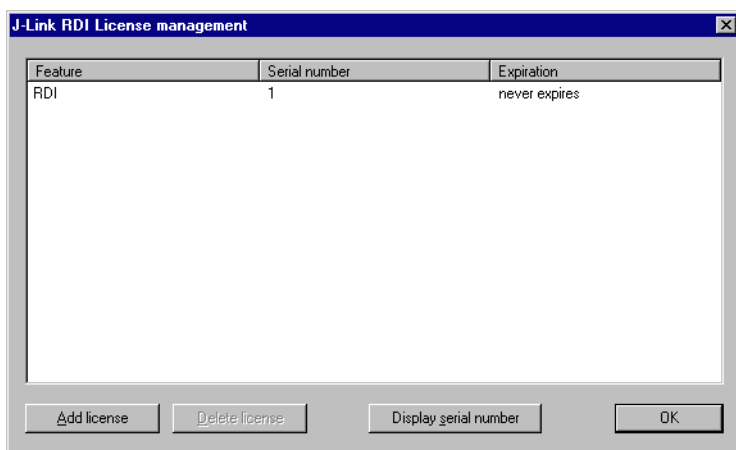 J-Link RDI License management
Feature Serial number Expiration
RDI 1 never expires
Add license Delete license Display serial number OK